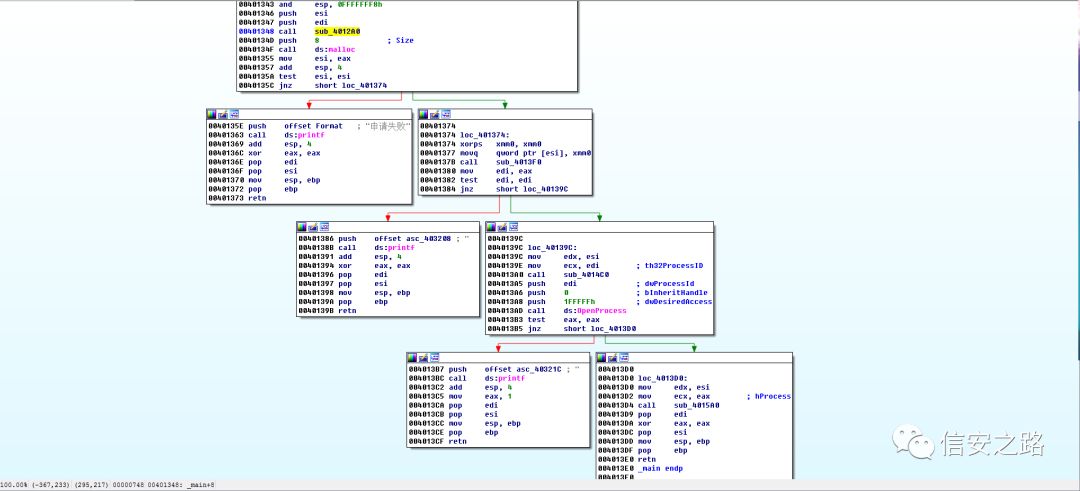 00401343 and esp, 0FFFFFFF8h
00401346 push esi
00401347 push edi
00401348 call sub_4012A0
0040134D push 8 ; Size
0040134F call ds:malloc
00401355 mov esi, eax
00401357 add esp, 4
0040135A test esi, esi
0040135C jnz short loc_401374
0040135E push offset Format ; "申请失败"
00401363 call ds:printf
00401369 add esp, 4
0040136C xor eax, eax
0040136E pop edi
0040136F pop esi
00401370 mov esp, ebp
00401372 pop ebp
00401373 retn
00401374
00401374 loc_401374:
00401374 xorps xmm0, xmm0
00401377 movq qword ptr [esi], xmm0
0040137B call sub_4013F0
00401380 mov edi, eax
00401382 test edi, edi
00401384 jnz short loc_40139C
00401386 push offset asc_403208 ; "
0040138B call ds:printf
00401391 add esp, 4
00401394 xor eax, eax
00401396 pop edi
00401397 pop esi
00401398 mov esp, ebp
0040139A pop ebp
0040139B retn
0040139C
0040139C loc_40139C:
0040139C mov edx, esi
0040139E mov ecx, edi ; th32ProcessID
004013A0 call sub_4014C0
004013A5 push edi ; dwProcessId
004013A6 push 0 ; bInheritHandle
004013A8 push 1FFFFFh ; dwDesiredAccess
004013AD call ds:OpenProcess
004013B3 test eax, eax
004013B5 jnz short loc_4013D0
004013B7 push offset asc_40321C ; "
004013BC call ds:printf
004013C2 add esp, 4
004013C5 mov eax, 1
004013CA pop edi
004013CB pop esi
004013CC mov esp, ebp
004013CE pop ebp
004013CF retn
004013D0
004013D0 loc_4013D0:
004013D0 mov edx, esi
004013D2 mov ecx, eax ; hProcess
004013D4 call sub_4015A0
004013D9 pop edi
004013DA xor eax, eax
004013DC pop esi
004013DD mov esp, ebp
004013DF pop ebp
004013E0 retn
004013E0 _main endp
004013E0
信安之路
100.00% (-367,233) (295,217) 00000748 00401348: _main+8